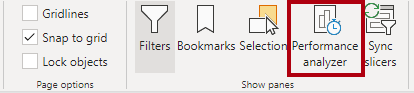 Gridlines
Snap to grid
Lock objects
Page options
Filters
Bookmarks
Selection
Performance
analyzer
Sync
slicers
Show panes